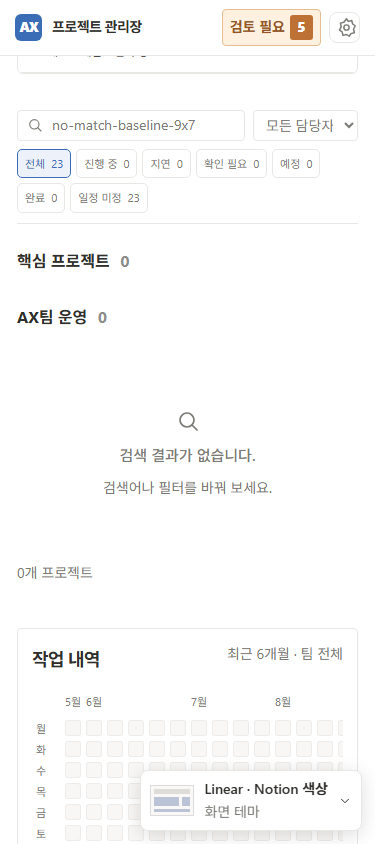 AX 프로젝트 관리장 검토 필요 5
no-match-baseline-9x7 모든 담당자
전체 23 진행 중 0 지연 0 확인 필요 0 예정 0
완료 0 일정 미정 23
핵심 프로젝트 0
AX팀 운영 0
검색 결과가 없습니다.
검색어나 필터를 바꿔 보세요.
0개 프로젝트
작업 내역 최근 6개월 · 팀 전체
5월 6월 7월 8월
월
화
수
목
금
토
Linear · Notion 색상
화면 테마